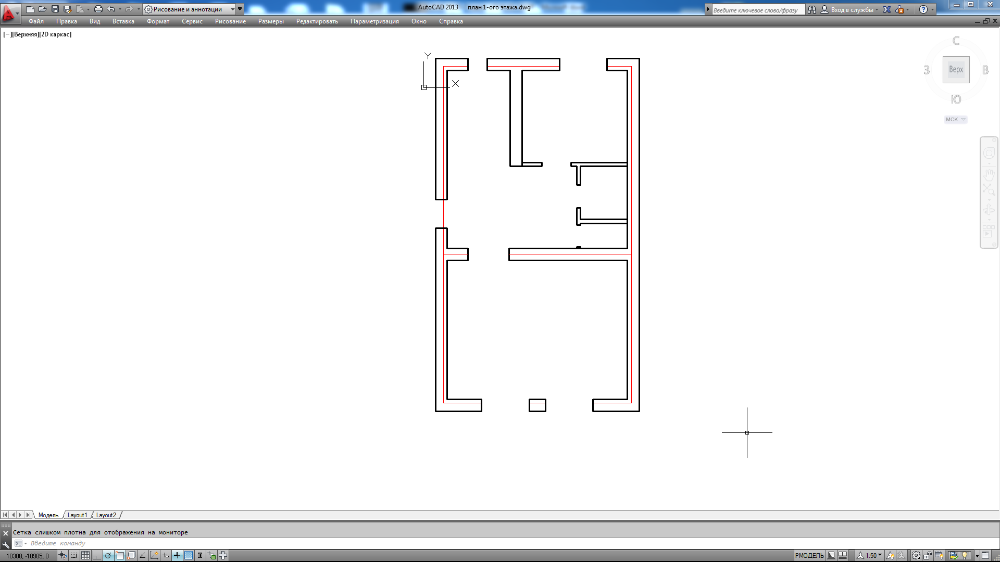 Рисование и аннотации
AutoCAD 2013 план 1-ого этажа.dwg
Введите ключевое слово/фразу
Вход в службы
Файл Правка Вид Вставка Формат Сервис Рисование Размеры Редактировать Параметризация Окно Справка
[−][Верхняя][2D каркас]
Y
X
С
З Верх В
Ю
МСК
Модель Layout1 Layout2
Сетка слишком плотна для отображения на мониторе
Введите команду
10308, -10985, 0
РМОДЕЛЬ 1:50